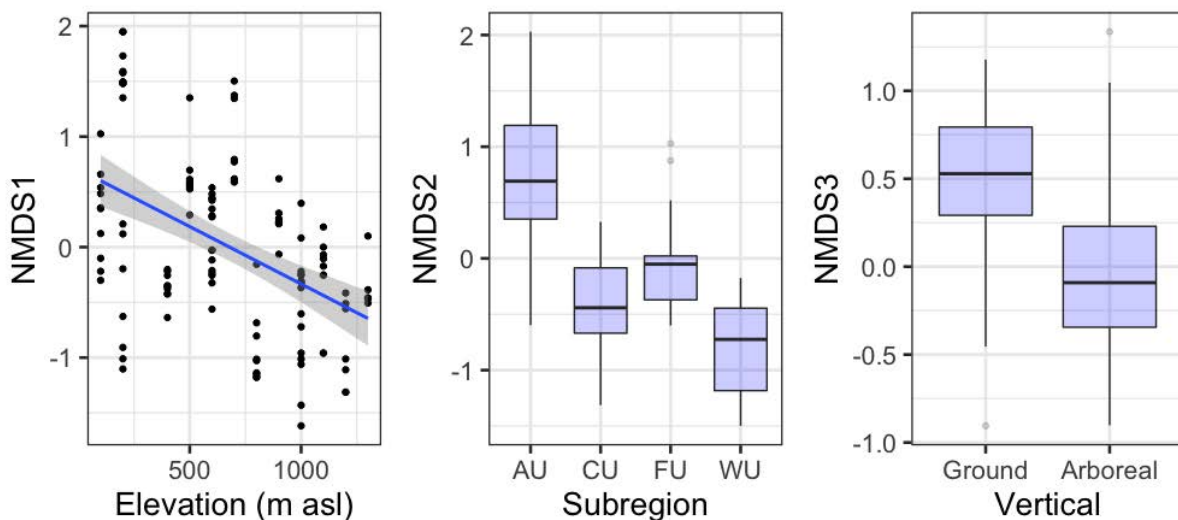 NMDS1
2
1
0
-1
500
1000
Elevation (m asl)
NMDS2
2
1
0
-1
AU
CU
FU
WU
Subregion
NMDS3
1.0
0.5
0.0
-0.5
-1.0
Ground
Arboreal
Vertical